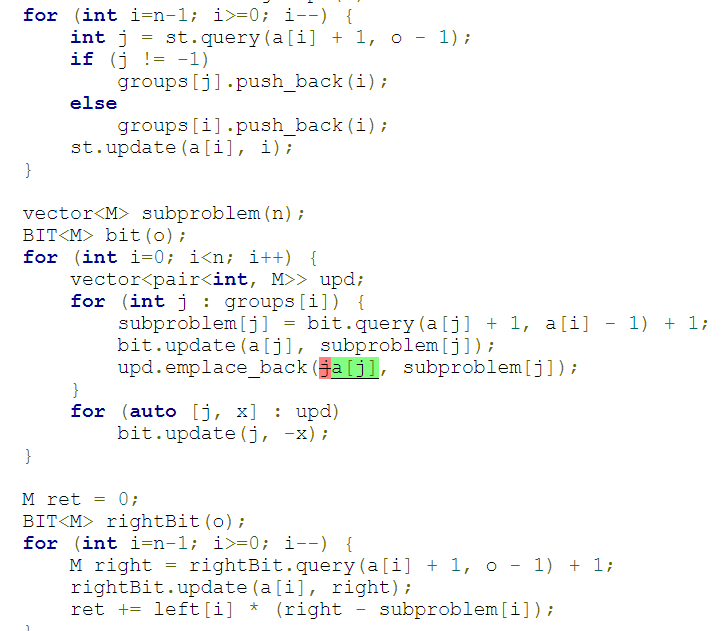 for (int i=n-1; i>=0; i--) {
int j = st.query(a[i] + 1, o - 1);
if (j != -1)
groups[j].push_back(i);
else
groups[i].push_back(i);
st.update(a[i], i);
}
vector<M> subproblem(n);
BIT<M> bit(o);
for (int i=0; i<n; i++) {
vector<pair<int, M>> upd;
for (int j : groups[i]) {
subproblem[j] = bit.query(a[j] + 1, a[i] - 1) + 1;
bit.update(a[j], subproblem[j]);
upd.emplace_back(ja[j], subproblem[j]);
}
for (auto [j, x] : upd)
bit.update(j, -x);
}
M ret = 0;
BIT<M> rightBit(o);
for (int i=n-1; i>=0; i--) {
M right = rightBit.query(a[i] + 1, o - 1) + 1;
rightBit.update(a[i], right);
ret += left[i] * (right - subproblem[i]);